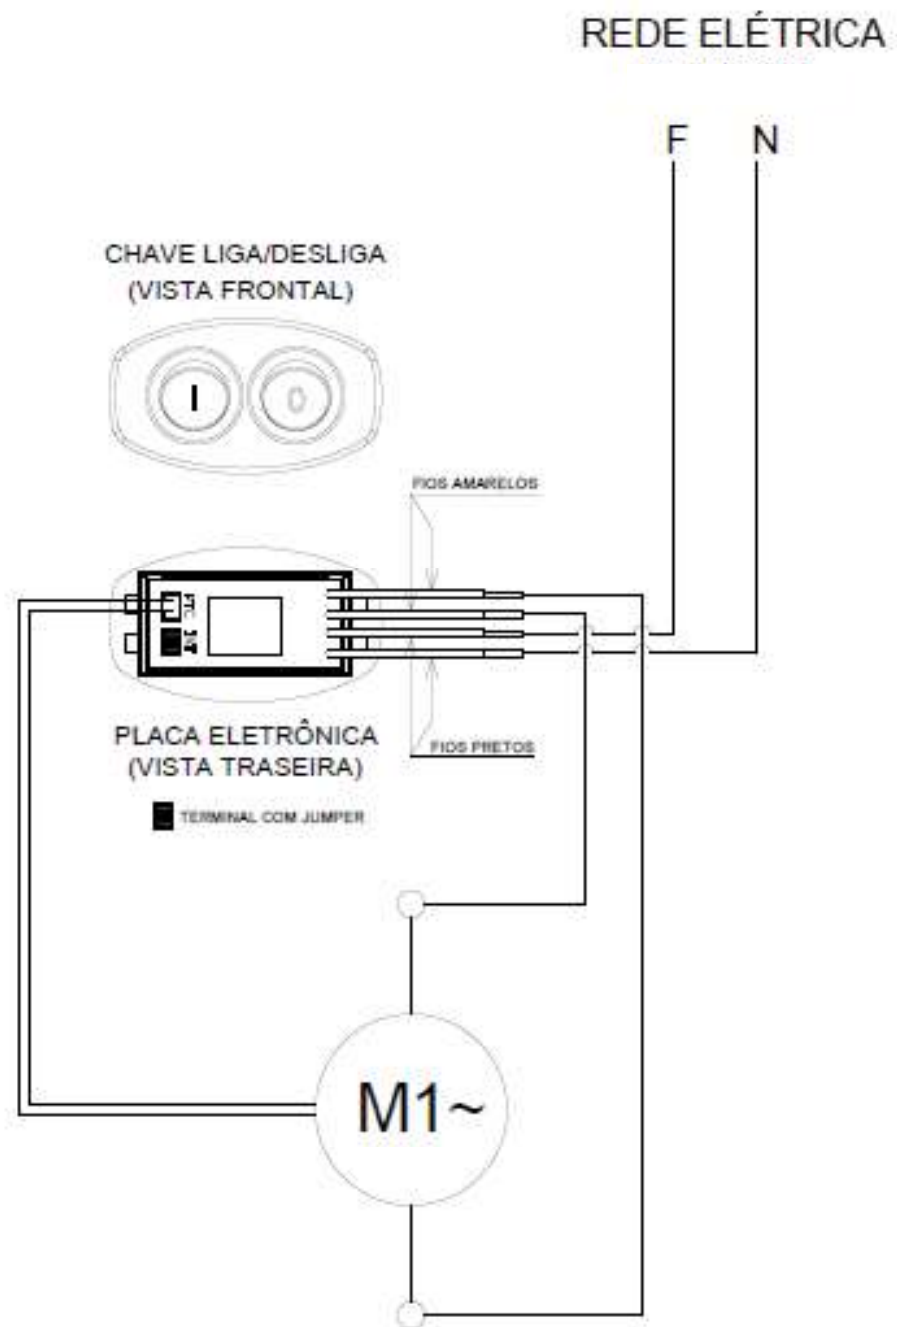 REDE ELÉTRICA
F N
CHAVE LIGA/DESLIGA
(VISTA FRONTAL)
I O
FIOS AMARELOS
PTC
PLACA ELETRÔNICA
(VISTA TRASEIRA)
FIOS PRETOS
TERMINAL COM JUMPER
M1~